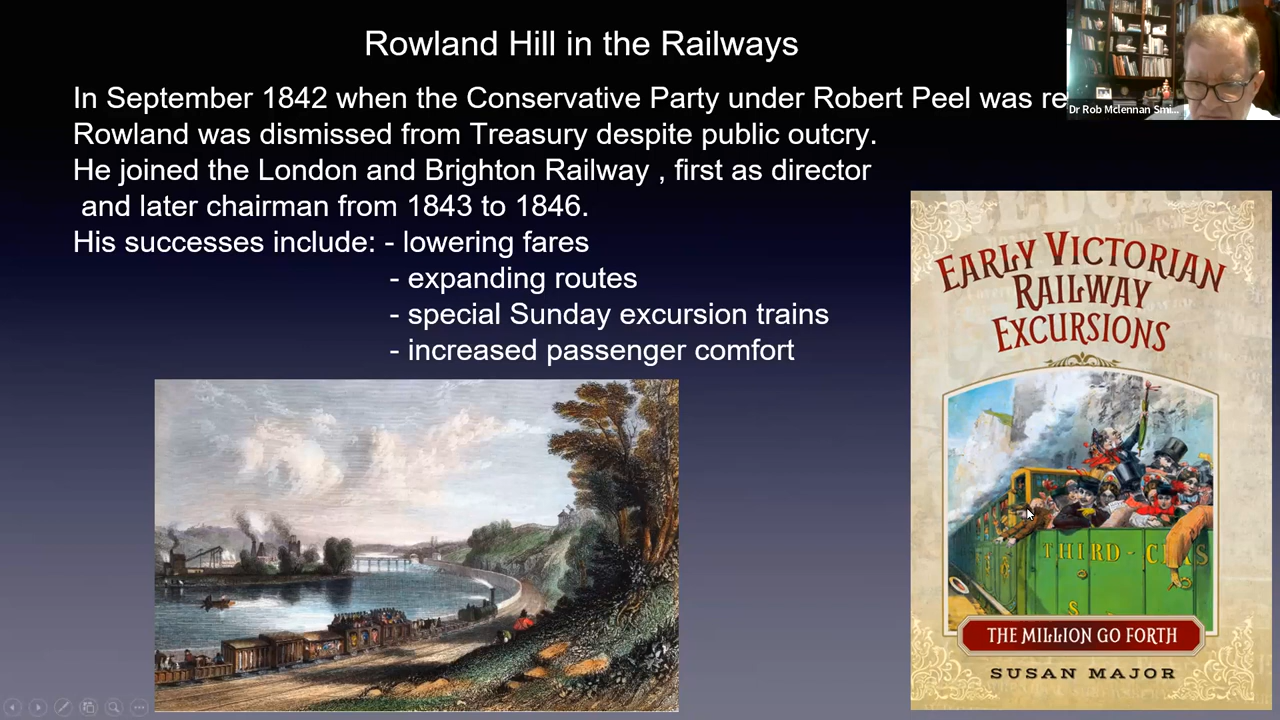 Rowland Hill in the Railways
In September 1842 when the Conservative Party under Robert Peel was re
Dr Rob Mclennan Smi...
Rowland was dismissed from Treasury despite public outcry.
He joined the London and Brighton Railway , first as director
and later chairman from 1843 to 1846.
His successes include: - lowering fares
- expanding routes
- special Sunday excursion trains
- increased passenger comfort
EARLY VICTORIAN
RAILWAY
EXCURSIONS
THIRD-CLAS
THE MILLION GO FORTH
SUSAN MAJOR